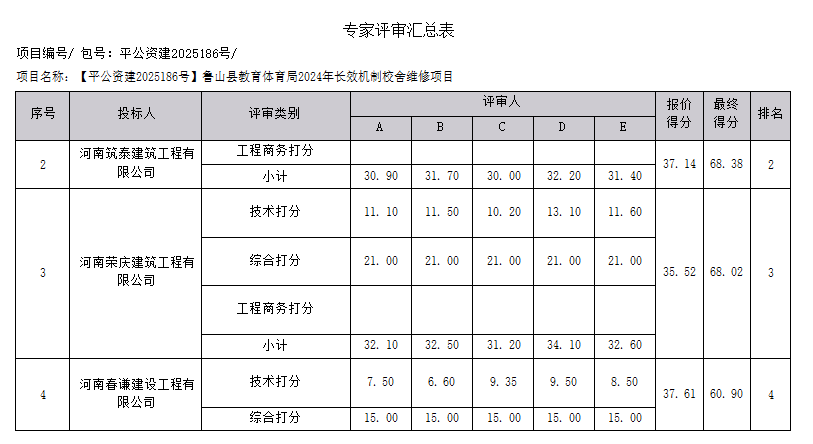 专家评审汇总表
项目编号/ 包号：平公资建2025186号/
项目名称：【平公资建2025186号】鲁山县教育体育局2024年长效机制校舍维修项目
序号 投标人 评审类别 评审人 报价得分 最终得分 排名
A B C D E
2 河南筑泰建筑工程有限公司 工程商务打分 37.14 68.38 2
小计 30.90 31.70 30.00 32.20 31.40
3 河南荣庆建筑工程有限公司 技术打分 11.10 11.50 10.20 13.10 11.60 35.52 68.02 3
综合打分 21.00 21.00 21.00 21.00 21.00
工程商务打分
小计 32.10 32.50 31.20 34.10 32.60
4 河南春谦建设工程有限公司 技术打分 7.50 6.60 9.35 9.50 8.50 37.61 60.90 4
综合打分 15.00 15.00 15.00 15.00 15.00